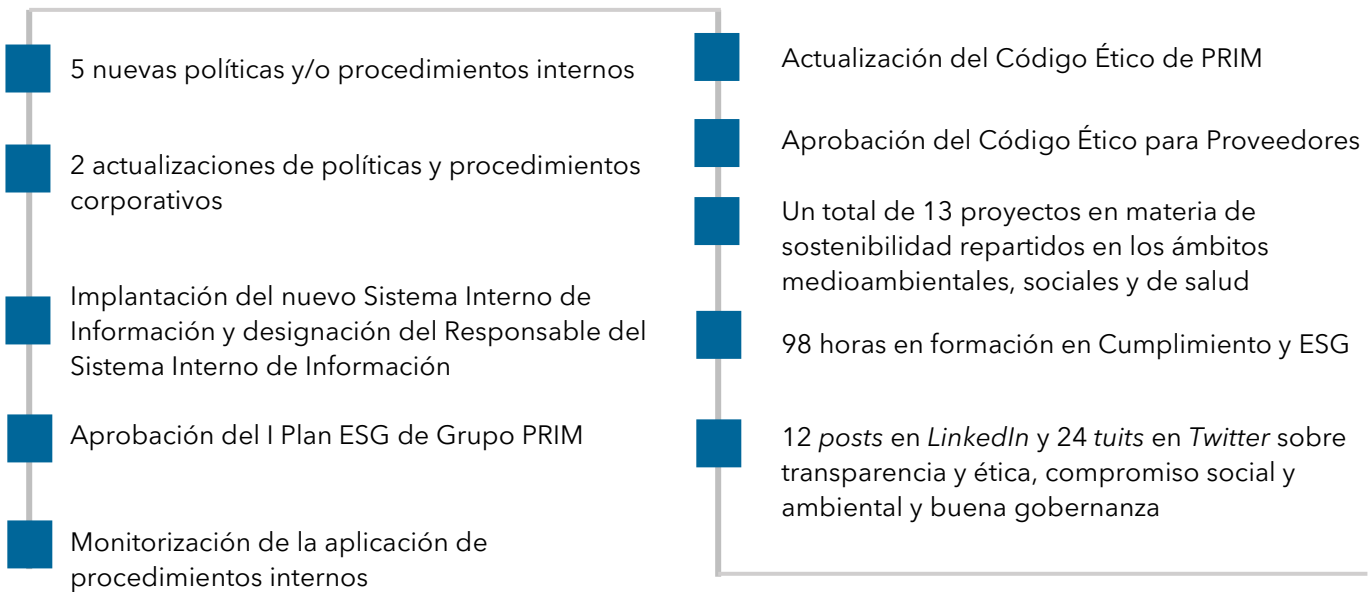 5 nuevas políticas y/o procedimientos internos
2 actualizaciones de políticas y procedimientos
corporativos
Implantación del nuevo Sistema Interno de
Información y designación del Responsable del
Sistema Interno de Información
Aprobación del I Plan ESG de Grupo PRIM
Monitorización de la aplicación de
procedimientos internos
Actualización del Código Ético de PRIM
Aprobación del Código Ético para Proveedores
Un total de 13 proyectos en materia de
sostenibilidad repartidos en los ámbitos
medioambientales, sociales y de salud
98 horas en formación en Cumplimiento y ESG
12 posts en LinkedIn y 24 tuits en Twitter sobre
transparencia y ética, compromiso social y
ambiental y buena gobernanza